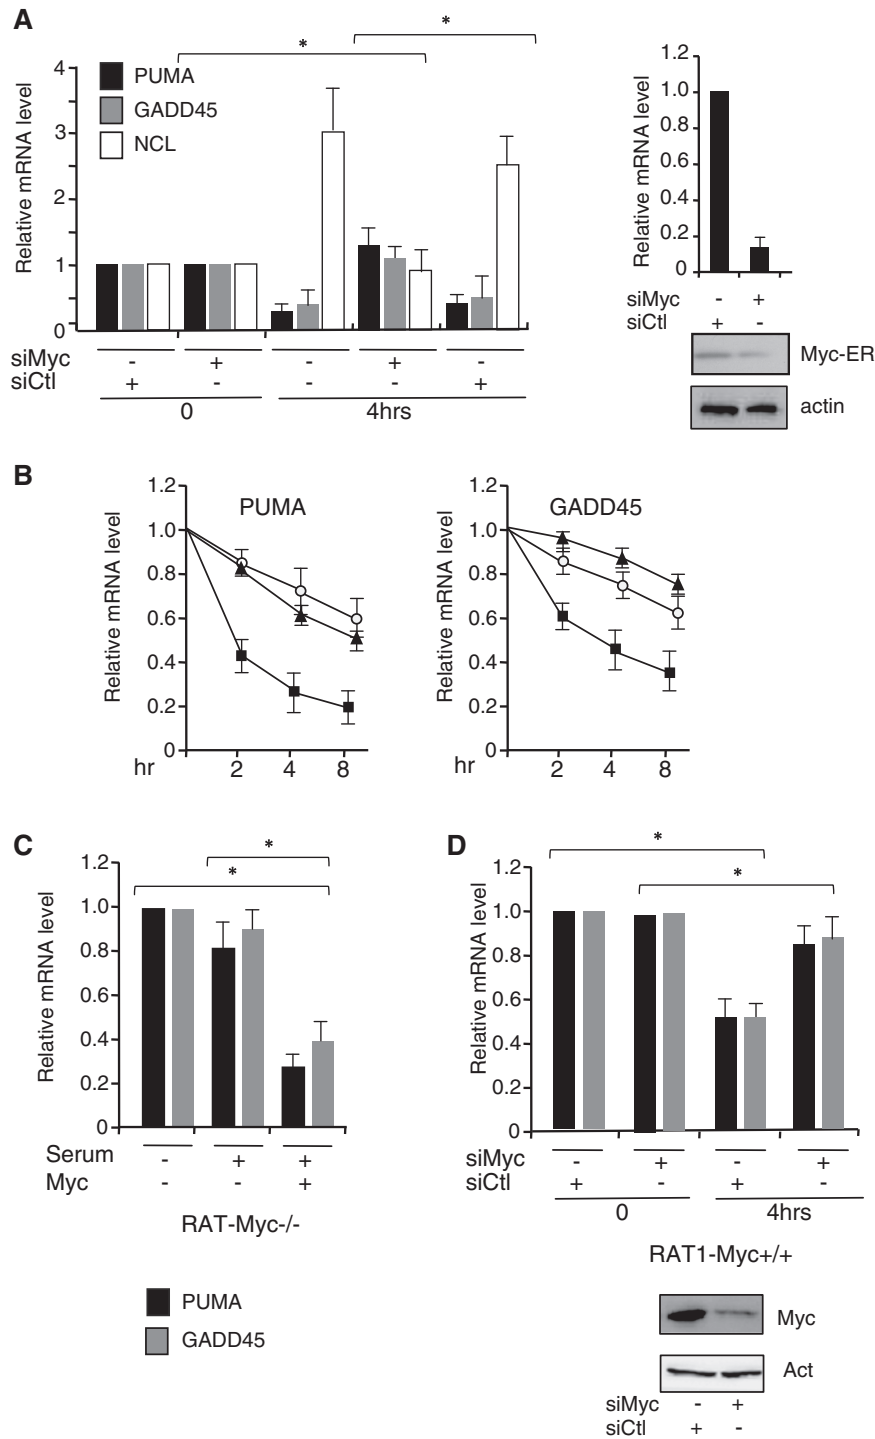 A
*
*
Relative mRNA level
4
3
2
1
0
PUMA
GADD45
NCL
siMyc - + - + -
siCtl + - - - +
0 4hrs
Relative mRNA level
1.2
1.0
0.8
0.6
0.4
0.2
0
siMyc - +
siCtl + -
Myc-ER
actin
B
Relative mRNA level
1.2
1.0
0.8
0.6
0.4
0.2
0
PUMA
hr 2 4 8
Relative mRNA level
1.2
1.0
0.8
0.6
0.4
0.2
0
GADD45
hr 2 4 8
C
*
*
Relative mRNA level
1.2
1.0
0.8
0.6
0.4
0.2
0
Serum - + +
Myc - - +
RAT-Myc-/-
PUMA
GADD45
D
*
*
Relative mRNA level
1.2
1.0
0.8
0.6
0.4
0.2
0
siMyc - + - +
siCtl + - + -
0 4hrs
RAT1-Myc+/+
Myc
Act
siMyc - +
siCtl + -